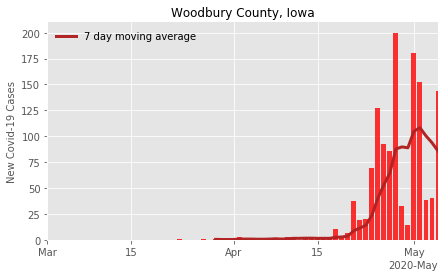 Woodbury County, Iowa
7 day moving average
New Covid-19 Cases
200
175
150
125
100
75
50
25
0
Mar 15 Apr 15 May
2020-May